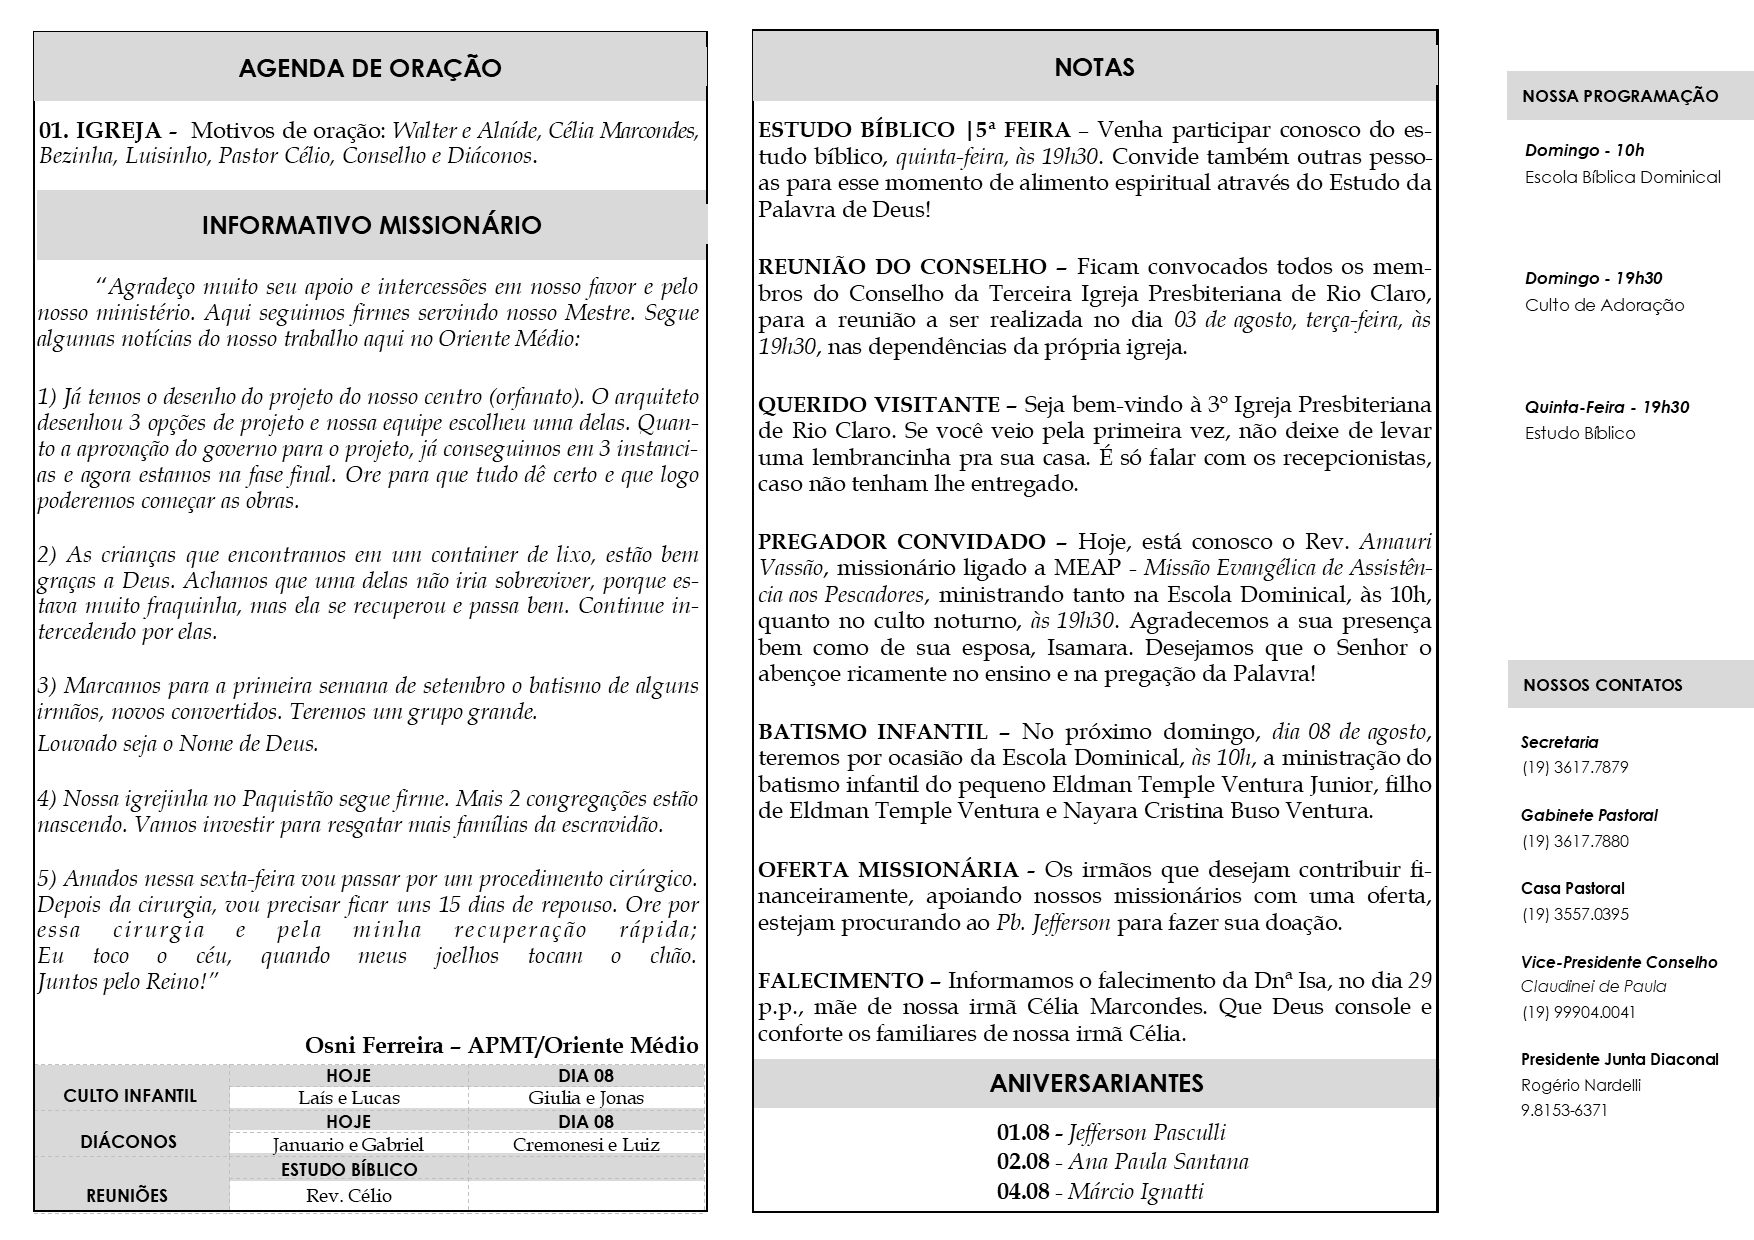 AGENDA DE ORAÇÃO
01. IGREJA - Motivos de oração: Walter e Alaíde, Célia Marcondes,
Bezinha, Luisinho, Pastor Célio, Conselho e Diáconos.
INFORMATIVO MISSIONÁRIO
“Agradeço muito seu apoio e intercessões em nosso favor e pelo
nosso ministério. Aqui seguimos firmes servindo nosso Mestre. Segue
algumas notícias do nosso trabalho aqui no Oriente Médio:
1) Já temos o desenho do projeto do nosso centro (orfanato). O arquiteto
desenhou 3 opções de projeto e nossa equipe escolheu uma delas. Quan-
to a aprovação do governo para o projeto, já conseguimos em 3 instanci-
as e agora estamos na fase final. Ore para que tudo dê certo e que logo
poderemos começar as obras.
2) As crianças que encontramos em um container de lixo, estão bem
graças a Deus. Achamos que uma delas não iria sobreviver, porque es-
tava muito fraquinha, mas ela se recuperou e passa bem. Continue in-
tercedendo por elas.
3) Marcamos para a primeira semana de setembro o batismo de alguns
irmãos, novos convertidos. Teremos um grupo grande.
Louvado seja o Nome de Deus.
4) Nossa igrejinha no Paquistão segue firme. Mais 2 congregações estão
nascendo. Vamos investir para resgatar mais famílias da escravidão.
5) Amados nessa sexta-feira vou passar por um procedimento cirúrgico.
Depois da cirurgia, vou precisar ficar uns 15 dias de repouso. Ore por
essa cirurgia e pela minha recuperação rápida;
Eu toco o céu, quando meus joelhos tocam o chão.
Juntos pelo Reino!”
Osni Ferreira – APMT/Oriente Médio
HOJE DIA 08
CULTO INFANTIL Laís e Lucas Giulia e Jonas
HOJE DIA 08
DIÁCONOS Januario e Gabriel Cremonesi e Luiz
ESTUDO BÍBLICO
REUNIÕES Rev. Célio
NOTAS
ESTUDO BÍBLICO |5ª FEIRA – Venha participar conosco do es-
tudo bíblico, quinta-feira, às 19h30. Convide também outras pesso-
as para esse momento de alimento espiritual através do Estudo da
Palavra de Deus!
REUNIÃO DO CONSELHO – Ficam convocados todos os mem-
bros do Conselho da Terceira Igreja Presbiteriana de Rio Claro,
para a reunião a ser realizada no dia 03 de agosto, terça-feira, às
19h30, nas dependências da própria igreja.
QUERIDO VISITANTE – Seja bem-vindo à 3° Igreja Presbiteriana
de Rio Claro. Se você veio pela primeira vez, não deixe de levar
uma lembrancinha pra sua casa. É só falar com os recepcionistas,
caso não tenham lhe entregado.
PREGADOR CONVIDADO – Hoje, está conosco o Rev. Amauri
Vassão, missionário ligado a MEAP - Missão Evangélica de Assistên-
cia aos Pescadores, ministrando tanto na Escola Dominical, às 10h,
quanto no culto noturno, às 19h30. Agradecemos a sua presença
bem como de sua esposa, Isamara. Desejamos que o Senhor o
abençoe ricamente no ensino e na pregação da Palavra!
BATISMO INFANTIL – No próximo domingo, dia 08 de agosto,
teremos por ocasião da Escola Dominical, às 10h, a ministração do
batismo infantil do pequeno Eldman Temple Ventura Junior, filho
de Eldman Temple Ventura e Nayara Cristina Buso Ventura.
OFERTA MISSIONÁRIA - Os irmãos que desejam contribuir fi-
nanceiramente, apoiando nossos missionários com uma oferta,
estejam procurando ao Pb. Jefferson para fazer sua doação.
FALECIMENTO – Informamos o falecimento da Dnª Isa, no dia 29
p.p., mãe de nossa irmã Célia Marcondes. Que Deus console e
conforte os familiares de nossa irmã Célia.
ANIVERSARIANTES
01.08 - Jefferson Pasculli
02.08 - Ana Paula Santana
04.08 - Márcio Ignatti
NOSSA PROGRAMAÇÃO
Domingo - 10h
Escola Bíblica Dominical
Domingo - 19h30
Culto de Adoração
Quinta-Feira - 19h30
Estudo Bíblico
NOSSOS CONTATOS
Secretaria
(19) 3617.7879
Gabinete Pastoral
(19) 3617.7880
Casa Pastoral
(19) 3557.0395
Vice-Presidente Conselho
Claudinei de Paula
(19) 99904.0041
Presidente Junta Diaconal
Rogério Nardelli
9.8153-6371